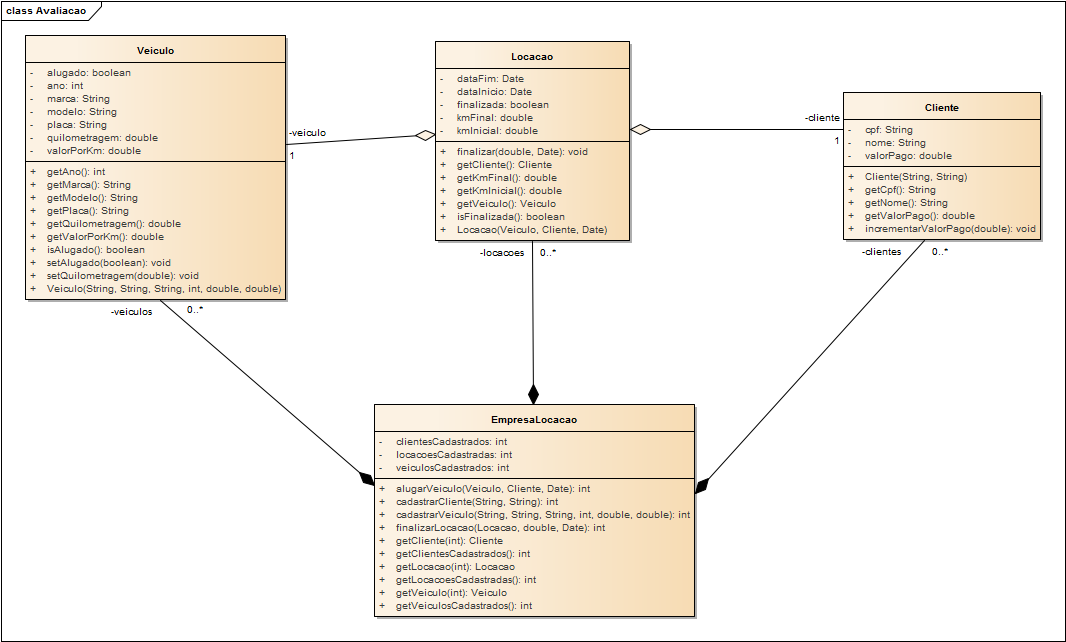 class Avaliacao
Veiculo
- alugado: boolean
- ano: int
- marca: String
- modelo: String
- placa: String
- quilometragem: double
- valorPorKm: double
+ getAno(): int
+ getMarca(): String
+ getModelo(): String
+ getPlaca(): String
+ getQuilometragem(): double
+ getValorPorKm(): double
+ isAlugado(): boolean
+ setAlugado(boolean): void
+ setQuilometragem(double): void
+ Veiculo(String, String, String, int, double, double)
-veiculo
1
Locacao
- dataFim: Date
- dataInicio: Date
- finalizada: boolean
- kmFinal: double
- kmInicial: double
+ finalizar(double, Date): void
+ getCliente(): Cliente
+ getKmFinal(): double
+ getKmInicial(): double
+ getVeiculo(): Veiculo
+ isFinalizada(): boolean
+ Locacao(Veiculo, Cliente, Date)
-cliente
1
Cliente
- cpf: String
- nome: String
- valorPago: double
+ Cliente(String, String)
+ getCpf(): String
+ getNome(): String
+ getValorPago(): double
+ incrementarValorPago(double): void
-veiculos 0..*
-locacoes 0..*
-clientes 0..*
EmpresaLocacao
- clientesCadastrados: int
- locacoesCadastradas: int
- veiculosCadastrados: int
+ alugarVeiculo(Veiculo, Cliente, Date): int
+ cadastrarCliente(String, String): int
+ cadastrarVeiculo(String, String, String, int, double, double): int
+ finalizarLocacao(Locacao, double, Date): int
+ getCliente(int): Cliente
+ getClientesCadastrados(): int
+ getLocacao(int): Locacao
+ getLocacoesCadastradas(): int
+ getVeiculo(int): Veiculo
+ getVeiculosCadastrados(): int